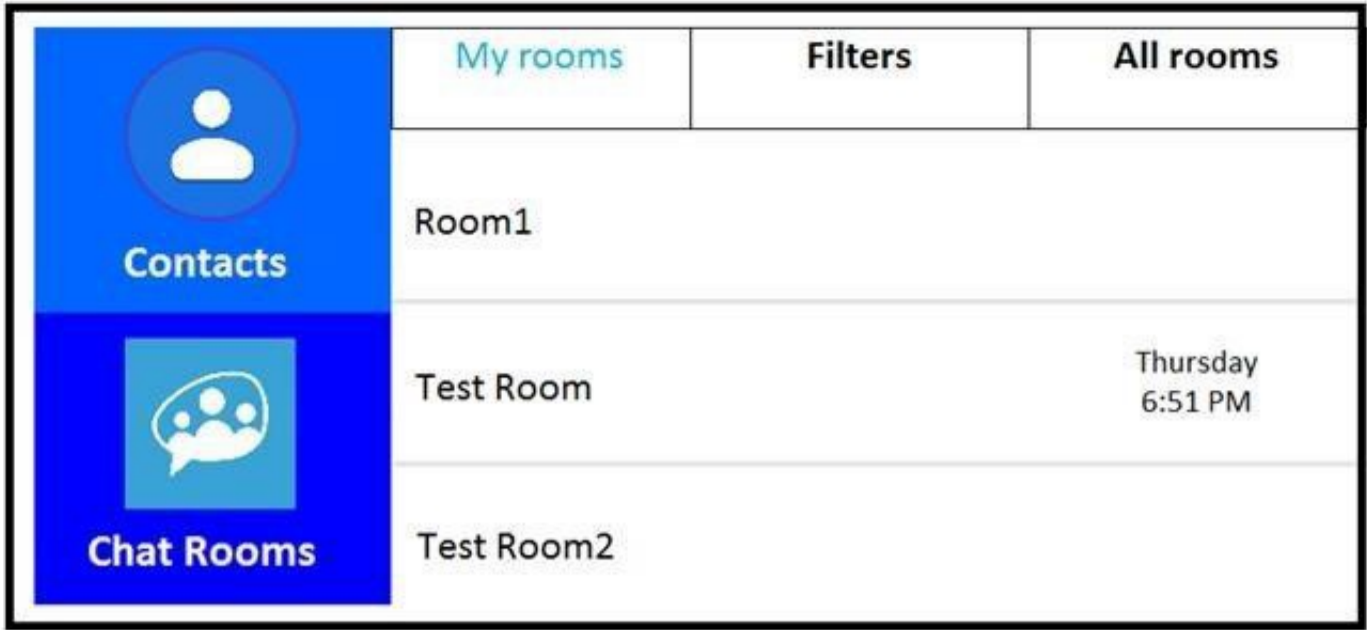 My rooms
Filters
All rooms
Contacts
Room1
Test Room
Thursday
6:51 PM
Chat Rooms
Test Room2